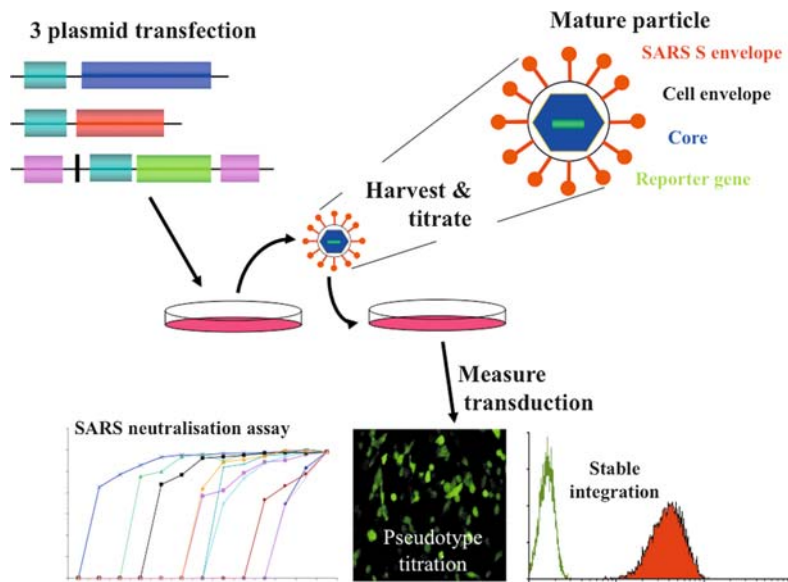 3 plasmid transfection
Mature particle
SARS S envelope
Cell envelope
Core
Reporter gene
Harvest &
titrate
Measure
transduction
SARS neutralisation assay
Pseudotype
titration
Stable
integration